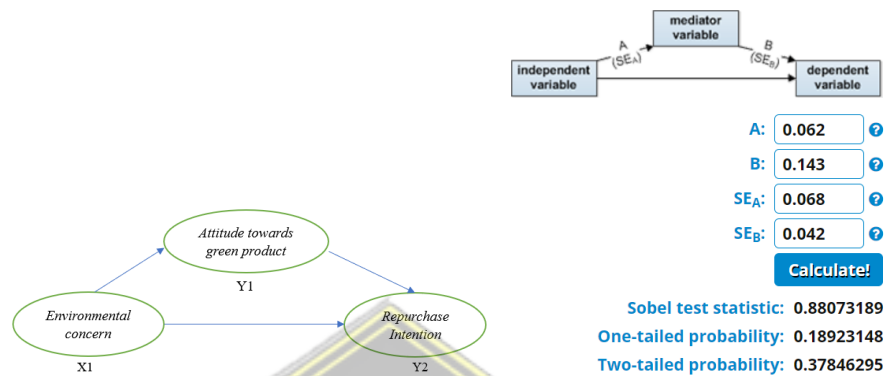 mediator
variable
A
(SEA)
B
(SEB)
independent
variable
dependent
variable
A: 0.062 ?
B: 0.143 ?
SEA: 0.068 ?
SEB: 0.042 ?
Calculate!
Sobel test statistic: 0.88073189
One-tailed probability: 0.18923148
Two-tailed probability: 0.37846295
Attitude towards
green product
Y1
Environmental
concern
X1
Repurchase
Intention
Y2